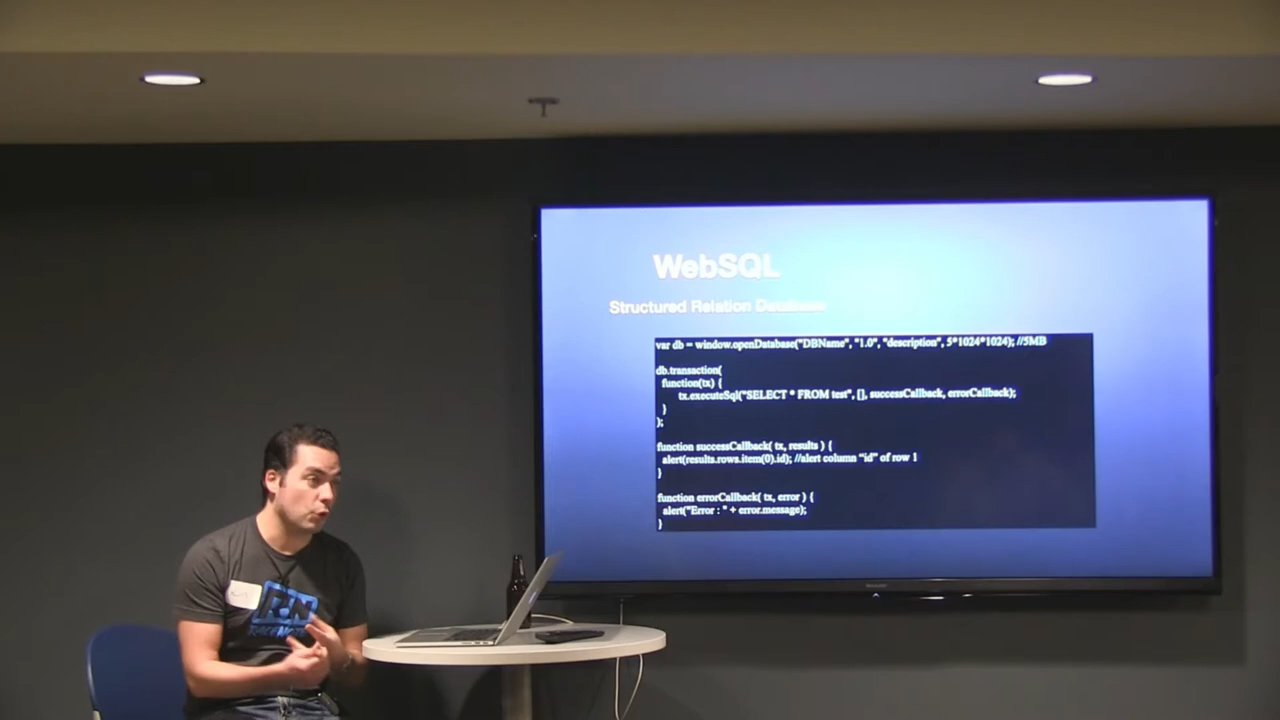 WebSQL
Structured Relation Database
var db = window.openDatabase("DBName", "1.0", "description", 5*1024*1024); //5MB
db.transaction(
function(tx) {
tx.executeSql("SELECT * FROM test", [], successCallback, errorCallback);
}
);
function successCallback( tx, results ) {
alert(results.rows.item(0).id); //alert column “id” of row 1
}
function errorCallback( tx, error ) {
alert("Error : " + error.message);
}